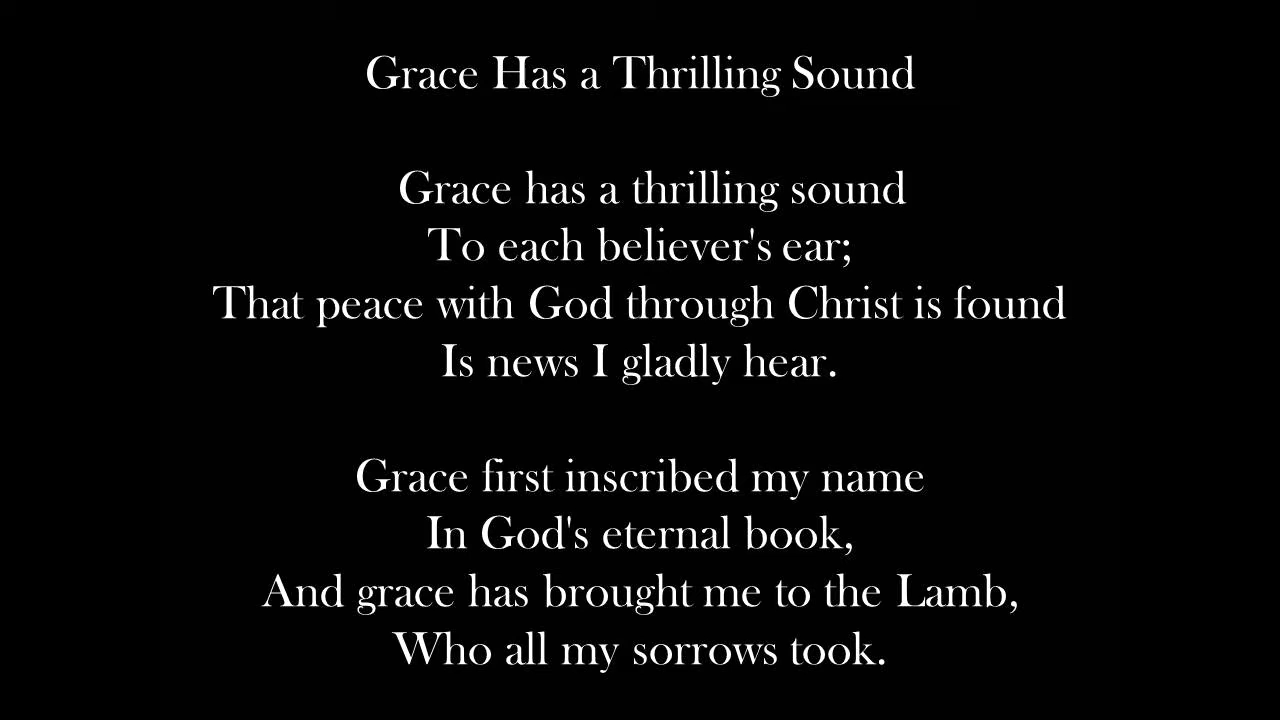 Grace Has a Thrilling Sound
Grace has a thrilling sound
To each believer's ear;
That peace with God through Christ is found
Is news I gladly hear.
Grace first inscribed my name
In God's eternal book,
And grace has brought me to the Lamb,
Who all my sorrows took.